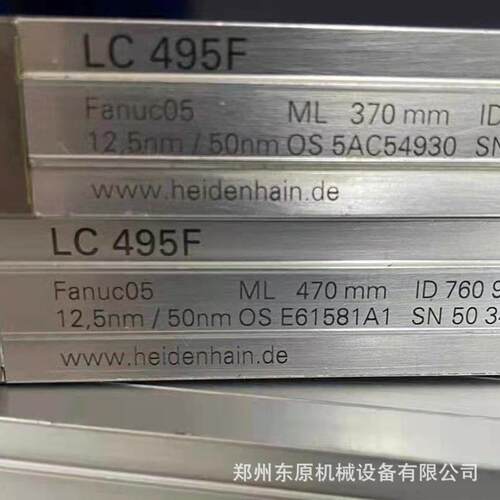 LC 495F
Fanuc05 ML 370 mm ID
12,5nm / 50nm OS 5AC54930 SN
www.heidenhain.de
LC 495F
Fanuc05 ML 470 mm ID 760 9
12,5nm / 50nm OS E61581A1 SN 50 34
www.heidenhain.de
郑州东原机械设备有限公司